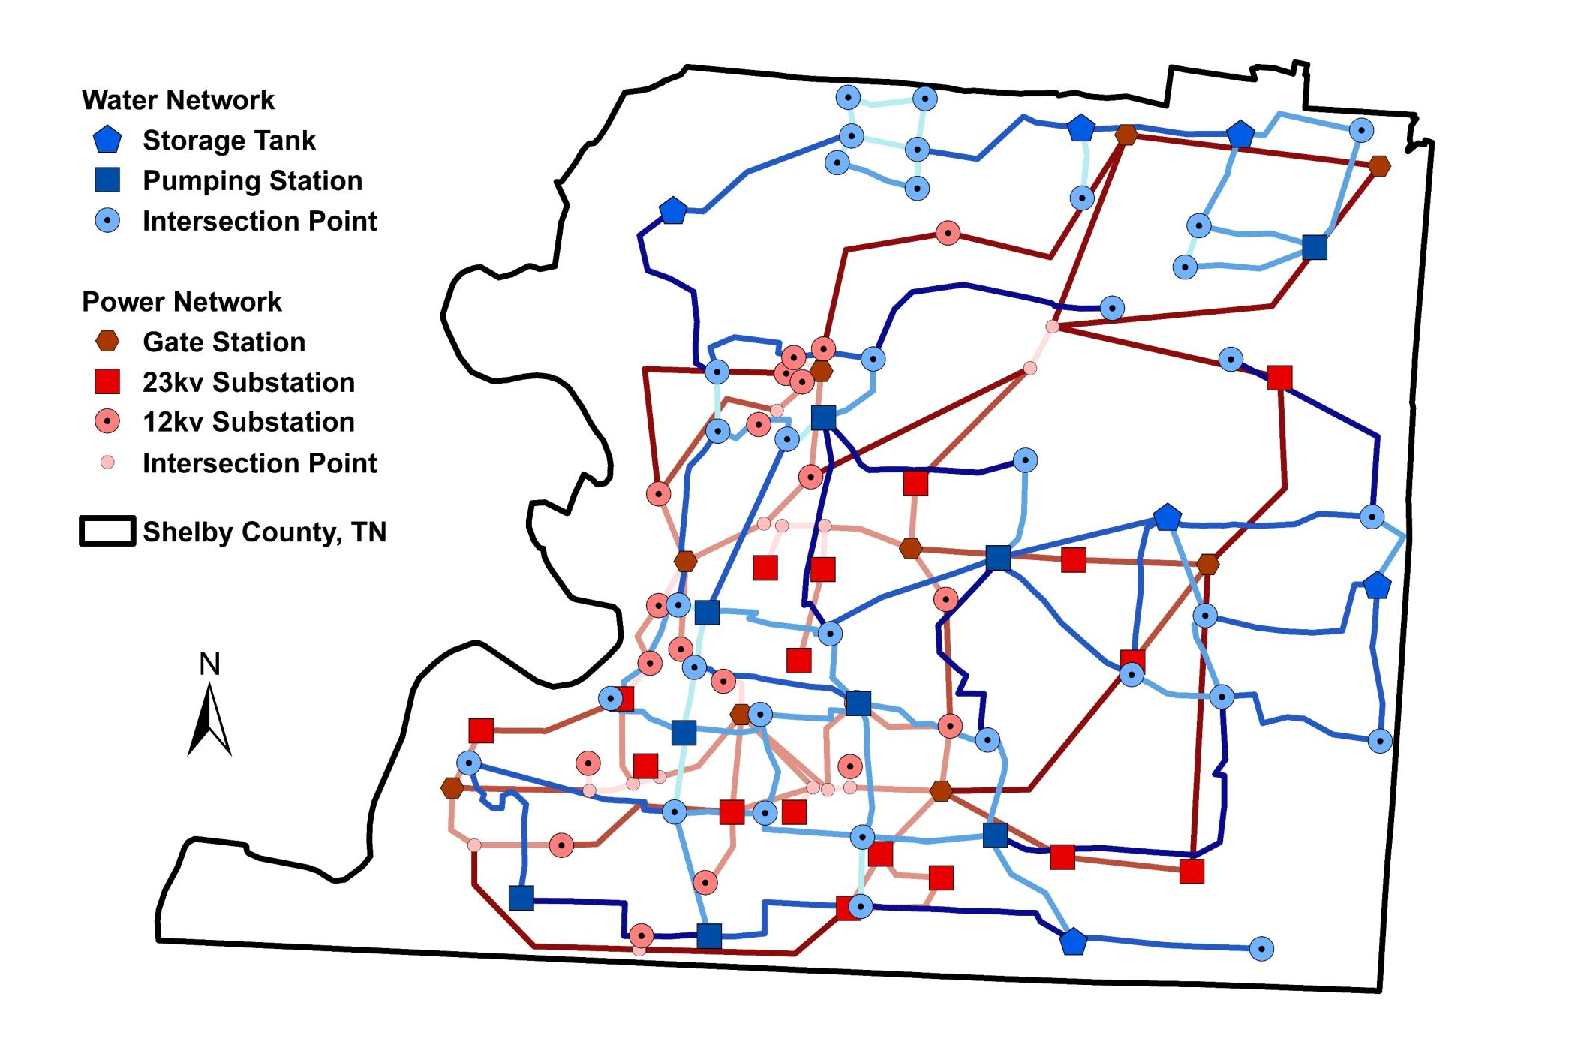 Water Network
Storage Tank
Pumping Station
Intersection Point
Power Network
Gate Station
23kv Substation
12kv Substation
Intersection Point
Shelby County, TN
N